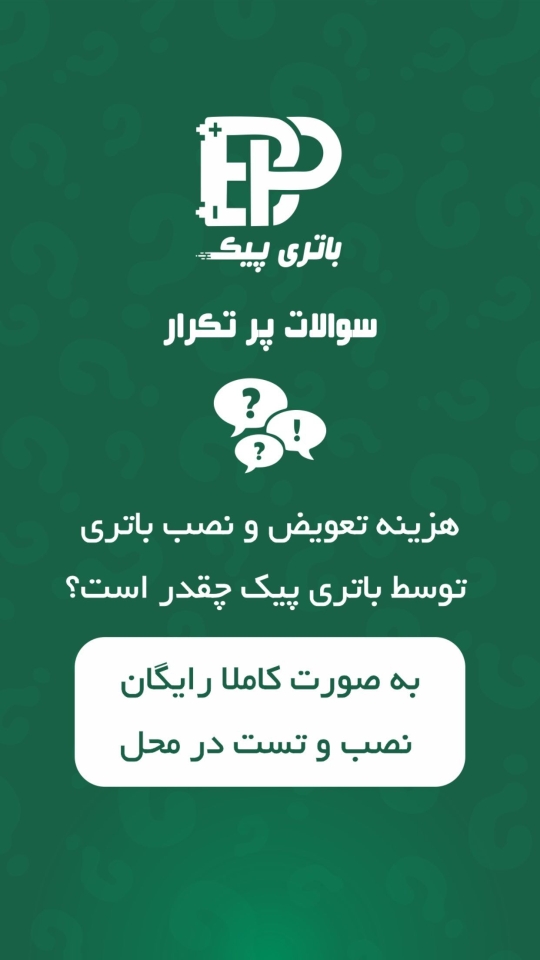 BP
باتری پیک
سوالات پر تکرار
? ! ?
هزینه تعویض و نصب باتری
توسط باتری پیک چقدر است؟
به صورت کاملا رایگان
نصب و تست در محل